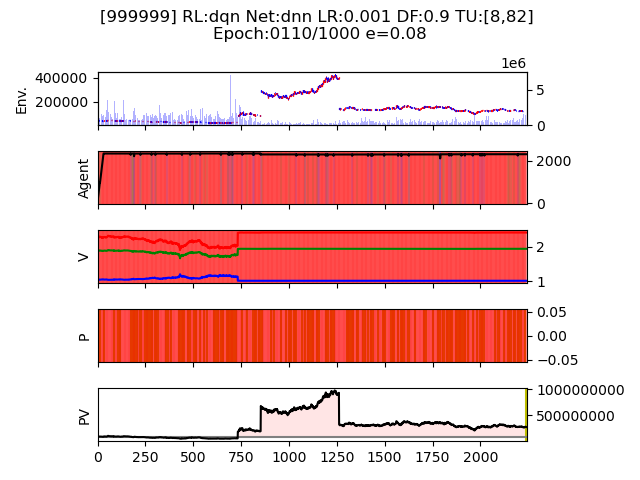 [999999] RL:dqn Net:dnn LR:0.001 DF:0.9 TU:[8,82]
Epoch:0110/1000 e=0.08
1e6
Env.
400000
200000
5
0
Agent
2000
0
V
2
1
P
0.05
0.00
−0.05
PV
1000000000
500000000
0 250 500 750 1000 1250 1500 1750 2000